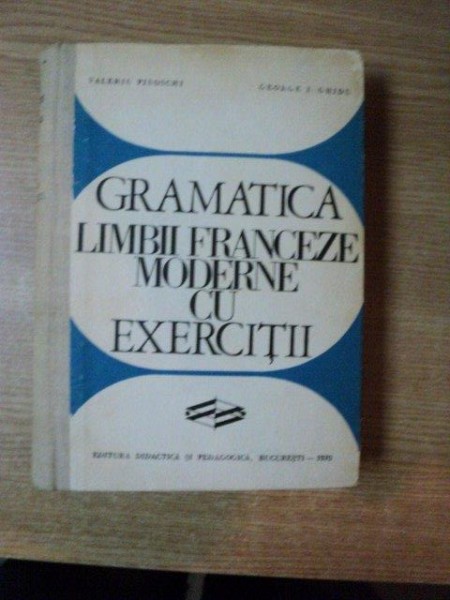 VALERIU PISOSCHI GEORGE I GHIDU
GRAMATICA
LIMBII FRANCEZE
MODERNE
CU
EXERCIȚII
EDITURA DIDACTICĂ ȘI PEDAGOGICĂ, BUCUREȘTI —